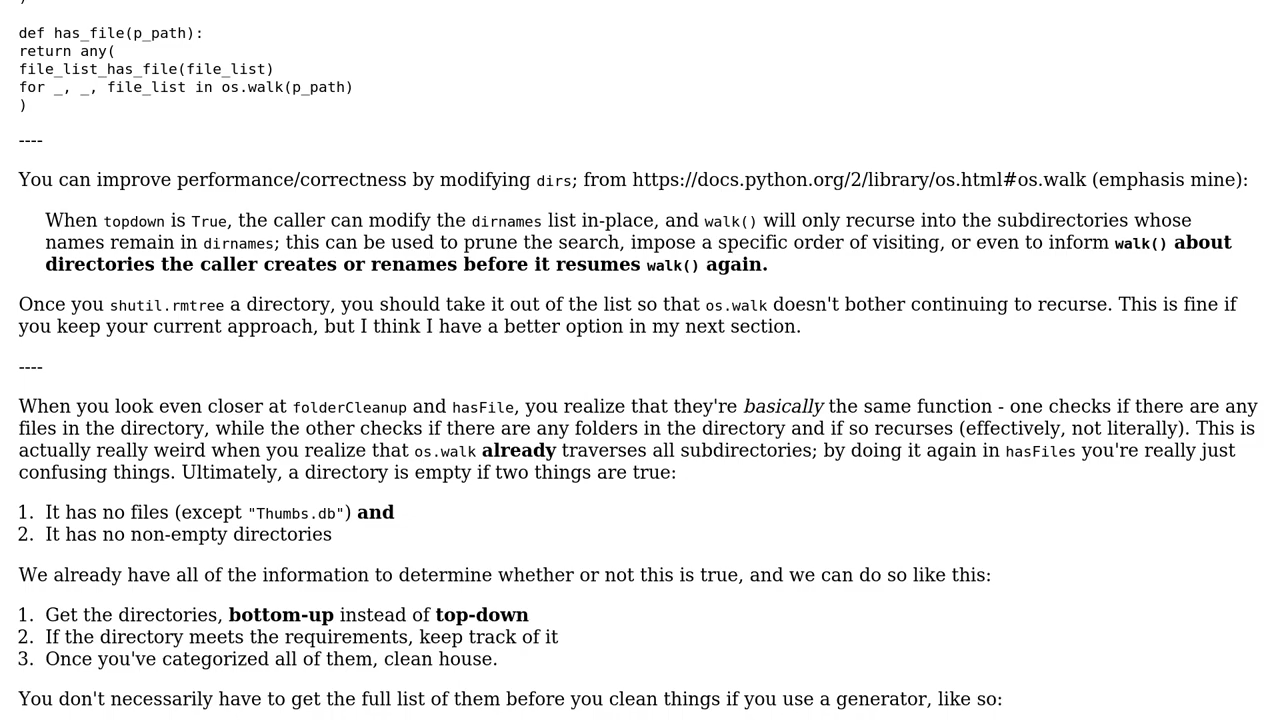 def has_file(p_path):
return any(
file_list_has_file(file_list)
for _, _, file_list in os.walk(p_path)
)
----
You can improve performance/correctness by modifying dirs; from https://docs.python.org/2/library/os.html#os.walk (emphasis mine):
When topdown is True, the caller can modify the dirnames list in-place, and walk() will only recurse into the subdirectories whose
names remain in dirnames; this can be used to prune the search, impose a specific order of visiting, or even to inform walk() about
directories the caller creates or renames before it resumes walk() again.
Once you shutil.rmtree a directory, you should take it out of the list so that os.walk doesn't bother continuing to recurse. This is fine if
you keep your current approach, but I think I have a better option in my next section.
----
When you look even closer at folderCleanup and hasFile, you realize that they're basically the same function - one checks if there are any
files in the directory, while the other checks if there are any folders in the directory and if so recurses (effectively, not literally). This is
actually really weird when you realize that os.walk already traverses all subdirectories; by doing it again in hasFiles you're really just
confusing things. Ultimately, a directory is empty if two things are true:
1. It has no files (except "Thumbs.db") and
2. It has no non-empty directories
We already have all of the information to determine whether or not this is true, and we can do so like this:
1. Get the directories, bottom-up instead of top-down
2. If the directory meets the requirements, keep track of it
3. Once you've categorized all of them, clean house.
You don't necessarily have to get the full list of them before you clean things if you use a generator, like so: